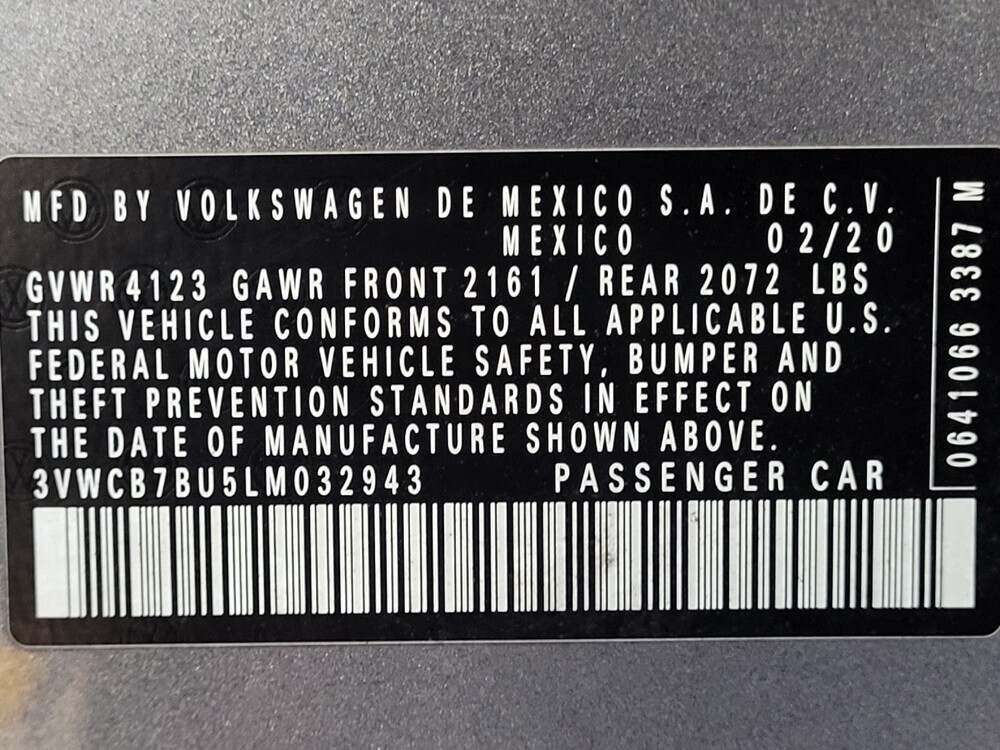 MFD BY VOLKSWAGEN DE MEXICO S.A. DE C.V.
MEXICO 02/20
GVWR 4123 GAWR FRONT 2161 / REAR 2072 LBS
THIS VEHICLE CONFORMS TO ALL APPLICABLE U.S.
FEDERAL MOTOR VEHICLE SAFETY, BUMPER AND
THEFT PREVENTION STANDARDS IN EFFECT ON
THE DATE OF MANUFACTURE SHOWN ABOVE.
3VWCB7BU5LM032943 PASSENGER CAR
0641066 3387 M